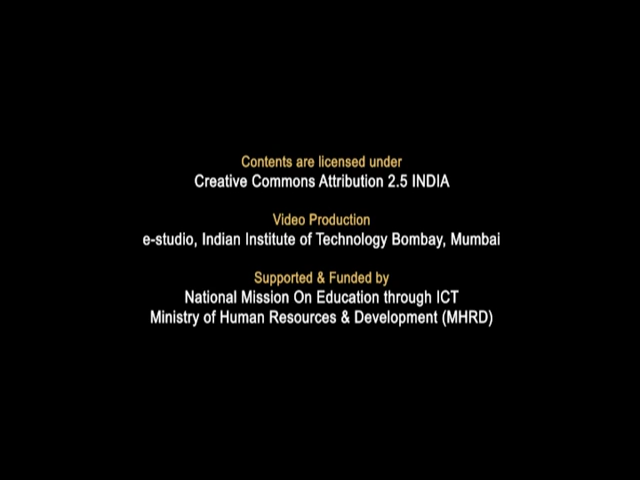 Contents are licensed under
Creative Commons Attribution 2.5 INDIA
Video Production
e-studio, Indian Institute of Technology Bombay, Mumbai
Supported & Funded by
National Mission On Education through ICT
Ministry of Human Resources & Development (MHRD)